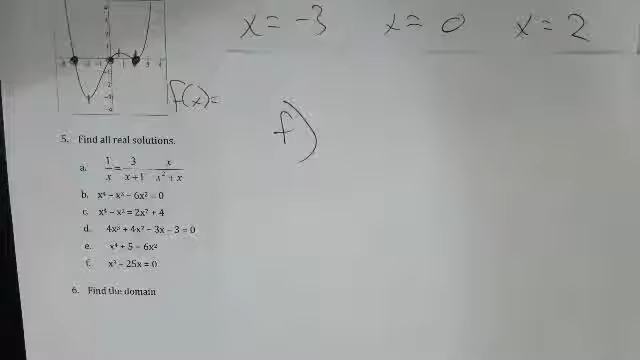 x = -3 x = 0 x = 2
f(x)=
f)
5. Find all real solutions.
a. 1/x = 3/(x+1) - x/(x² + x)
b. x⁴ - x³ - 6x² = 0
c. x⁴ - x² = 2x² + 4
d. 4x³ + 4x² - 3x - 3 = 0
e. x⁴ + 5 = 6x²
f. x³ - 25x = 0
6. Find the domain